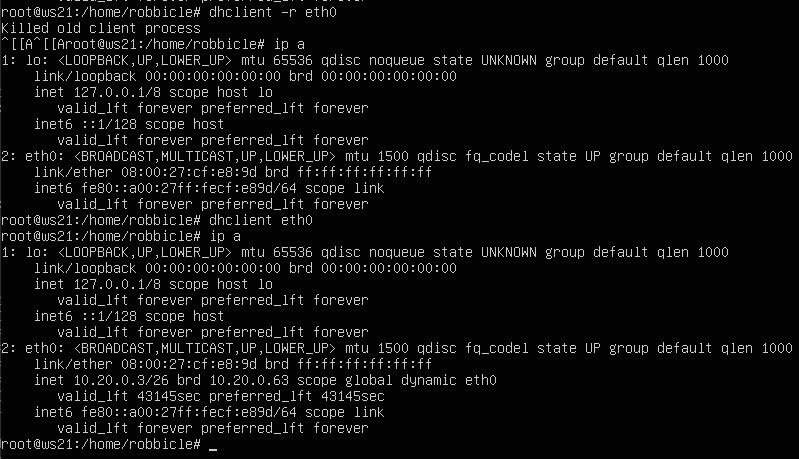 root@ws21:/home/robbicle# dhclient -r eth0
Killed old client process
^[[A^[[Aroot@ws21:/home/robbicle# ip a
1: lo: <LOOPBACK,UP,LOWER_UP> mtu 65536 qdisc noqueue state UNKNOWN group default qlen 1000
    link/loopback 00:00:00:00:00:00 brd 00:00:00:00:00:00
    inet 127.0.0.1/8 scope host lo
       valid_lft forever preferred_lft forever
    inet6 ::1/128 scope host
       valid_lft forever preferred_lft forever
2: eth0: <BROADCAST,MULTICAST,UP,LOWER_UP> mtu 1500 qdisc fq_codel state UP group default qlen 1000
    link/ether 08:00:27:cf:e8:9d brd ff:ff:ff:ff:ff:ff
    inet6 fe80::a00:27ff:fecf:e89d/64 scope link
       valid_lft forever preferred_lft forever
root@ws21:/home/robbicle# dhclient eth0
root@ws21:/home/robbicle# ip a
1: lo: <LOOPBACK,UP,LOWER_UP> mtu 65536 qdisc noqueue state UNKNOWN group default qlen 1000
    link/loopback 00:00:00:00:00:00 brd 00:00:00:00:00:00
    inet 127.0.0.1/8 scope host lo
       valid_lft forever preferred_lft forever
    inet6 ::1/128 scope host
       valid_lft forever preferred_lft forever
2: eth0: <BROADCAST,MULTICAST,UP,LOWER_UP> mtu 1500 qdisc fq_codel state UP group default qlen 1000
    link/ether 08:00:27:cf:e8:9d brd ff:ff:ff:ff:ff:ff
    inet 10.20.0.3/26 brd 10.20.0.63 scope global dynamic eth0
       valid_lft 43145sec preferred_lft 43145sec
    inet6 fe80::a00:27ff:fecf:e89d/64 scope link
       valid_lft forever preferred_lft forever
root@ws21:/home/robbicle# _